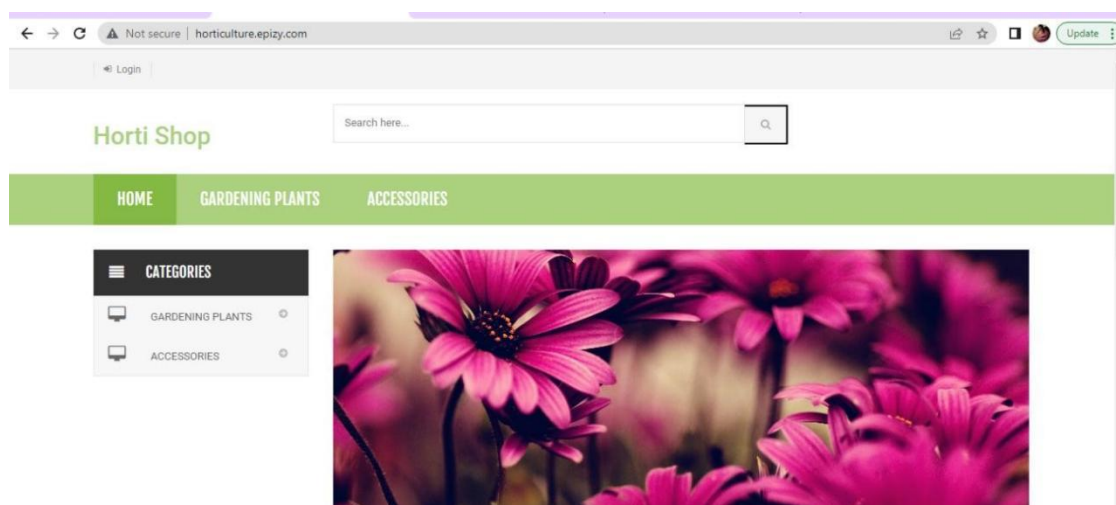 Not secure | horticulture.epizy.com
Update
Login
Horti Shop
Search here...
HOME GARDENING PLANTS ACCESSORIES
CATEGORIES
GARDENING PLANTS
ACCESSORIES